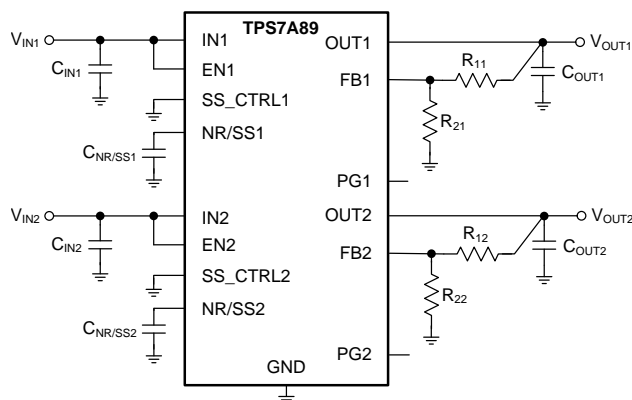 TPS7A89
V_IN1
IN1
OUT1
V_OUT1
C_IN1
EN1
FB1
R_11
C_OUT1
SS_CTRL1
R_21
NR/SS1
C_NR/SS1
PG1
V_IN2
IN2
OUT2
V_OUT2
C_IN2
EN2
FB2
R_12
C_OUT2
SS_CTRL2
R_22
NR/SS2
C_NR/SS2
PG2
GND